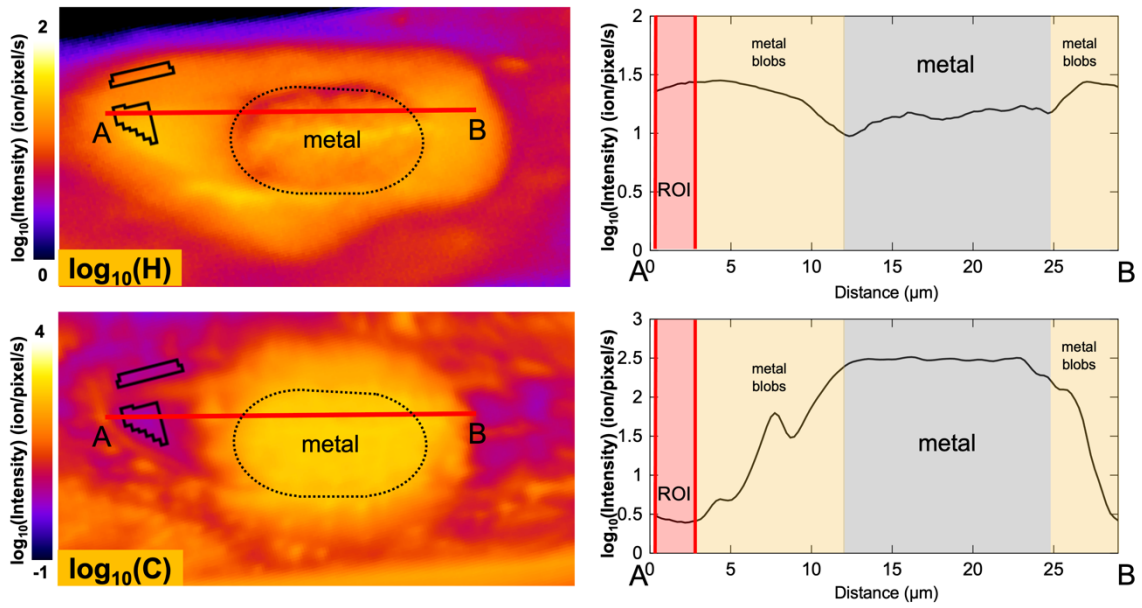 2
log₁₀(Intensity) (ion/pixel/s)
0
A
metal
B
log₁₀(H)
2
1.5
1
0.5
0
log₁₀(Intensity) (ion/pixel/s)
metal
blobs
metal
metal
blobs
ROI
A
0
5
10
15
20
25
B
Distance (µm)
4
log₁₀(Intensity) (ion/pixel/s)
-1
A
metal
B
log₁₀(C)
3
2.5
2
1.5
1
0.5
0
log₁₀(Intensity) (ion/pixel/s)
metal
blobs
metal
metal
blobs
ROI
A
0
5
10
15
20
25
B
Distance (µm)